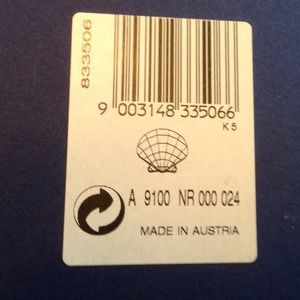 833506
9 003148 335066
K5
A 9100 NR 000 024
MADE IN AUSTRIA